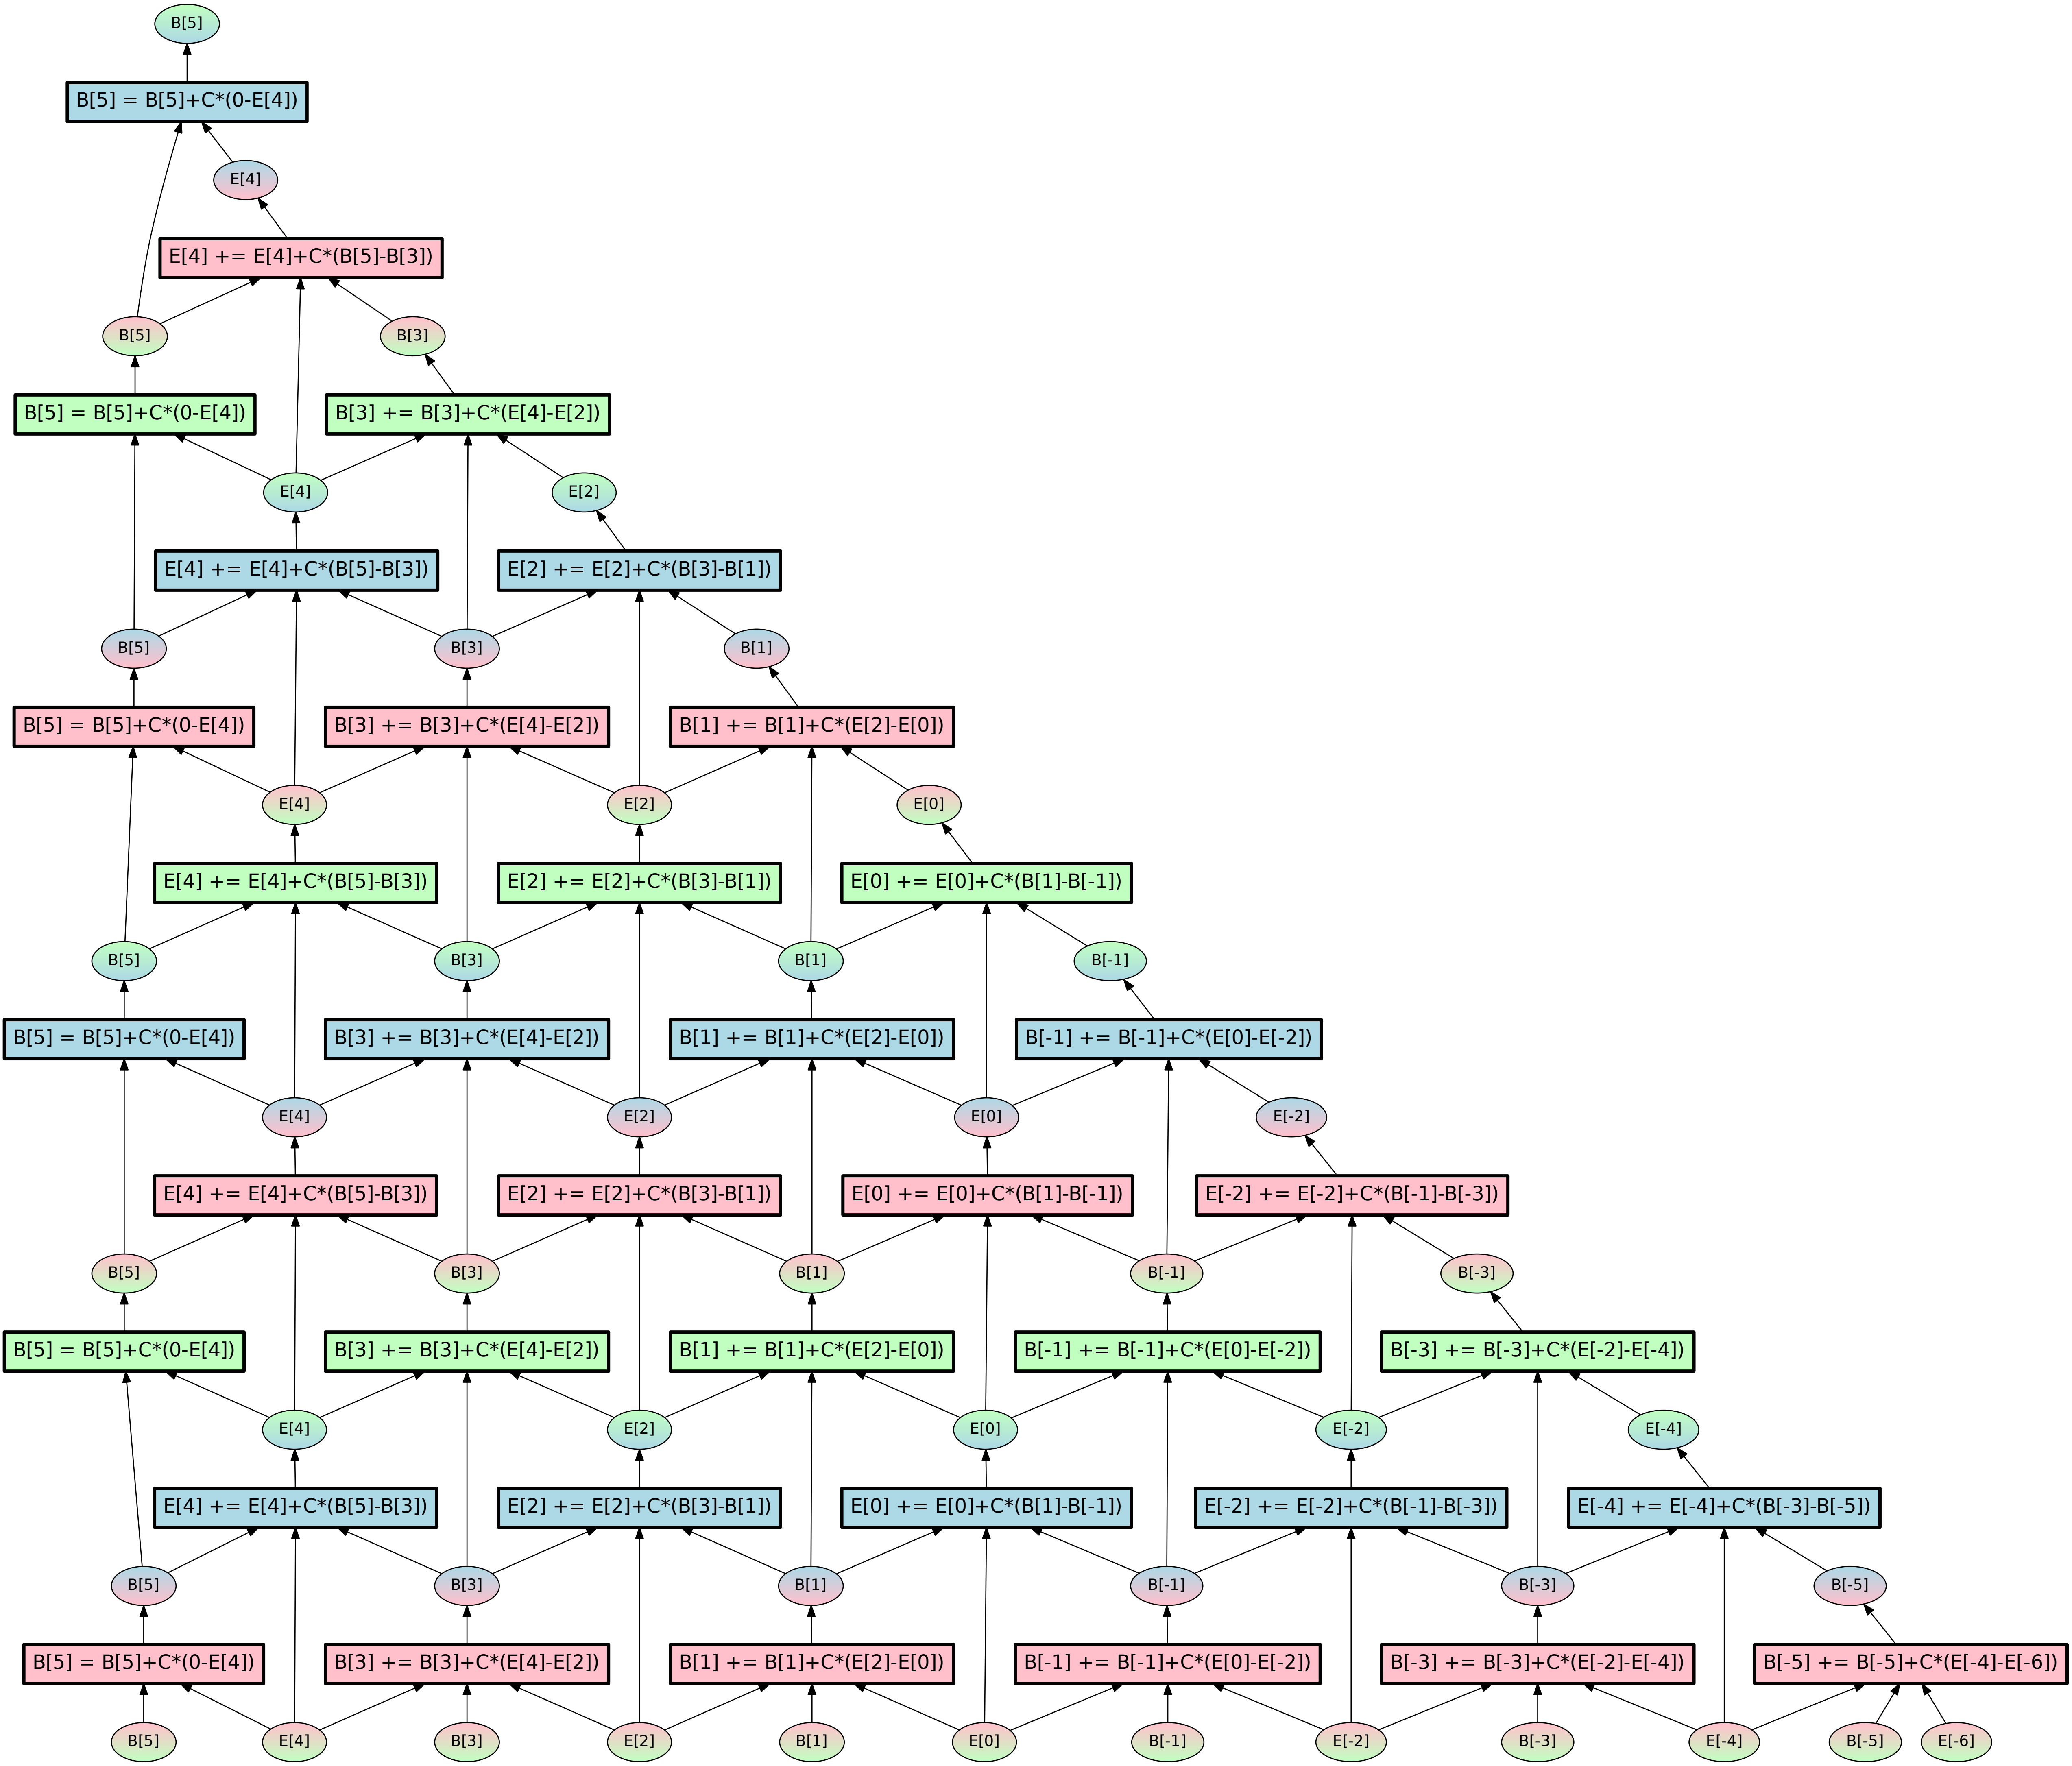 B[5]
B[5] = B[5]+C*(0-E[4])
E[4]
E[4] += E[4]+C*(B[5]-B[3])
B[5] B[3]
B[5] = B[5]+C*(0-E[4]) B[3] += B[3]+C*(E[4]-E[2])
E[4] E[2]
E[4] += E[4]+C*(B[5]-B[3]) E[2] += E[2]+C*(B[3]-B[1])
B[5] B[3] B[1]
B[5] = B[5]+C*(0-E[4]) B[3] += B[3]+C*(E[4]-E[2]) B[1] += B[1]+C*(E[2]-E[0])
E[4] E[2] E[0]
E[4] += E[4]+C*(B[5]-B[3]) E[2] += E[2]+C*(B[3]-B[1]) E[0] += E[0]+C*(B[1]-B[-1])
B[5] B[3] B[1] B[-1]
B[5] = B[5]+C*(0-E[4]) B[3] += B[3]+C*(E[4]-E[2]) B[1] += B[1]+C*(E[2]-E[0]) B[-1] += B[-1]+C*(E[0]-E[-2])
E[4] E[2] E[0] E[-2]
E[4] += E[4]+C*(B[5]-B[3]) E[2] += E[2]+C*(B[3]-B[1]) E[0] += E[0]+C*(B[1]-B[-1]) E[-2] += E[-2]+C*(B[-1]-B[-3])
B[5] B[3] B[1] B[-1] B[-3]
B[5] = B[5]+C*(0-E[4]) B[3] += B[3]+C*(E[4]-E[2]) B[1] += B[1]+C*(E[2]-E[0]) B[-1] += B[-1]+C*(E[0]-E[-2]) B[-3] += B[-3]+C*(E[-2]-E[-4])
E[4] E[2] E[0] E[-2] E[-4]
E[4] += E[4]+C*(B[5]-B[3]) E[2] += E[2]+C*(B[3]-B[1]) E[0] += E[0]+C*(B[1]-B[-1]) E[-2] += E[-2]+C*(B[-1]-B[-3]) E[-4] += E[-4]+C*(B[-3]-B[-5])
B[5] B[3] B[1] B[-1] B[-3] B[-5]
B[5] = B[5]+C*(0-E[4]) B[3] += B[3]+C*(E[4]-E[2]) B[1] += B[1]+C*(E[2]-E[0]) B[-1] += B[-1]+C*(E[0]-E[-2]) B[-3] += B[-3]+C*(E[-2]-E[-4]) B[-5] += B[-5]+C*(E[-4]-E[-6])
B[5] E[4] B[3] E[2] B[1] E[0] B[-1] E[-2] B[-3] E[-4] B[-5] E[-6]